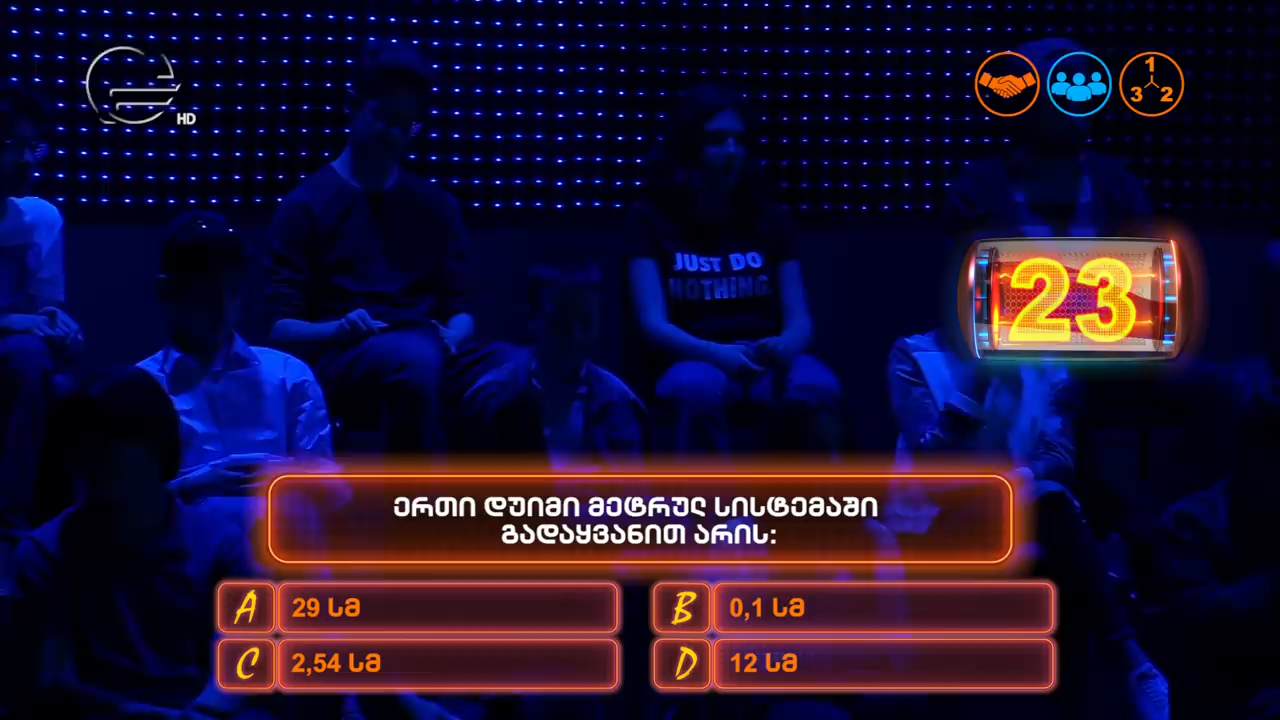 HD
1
3 2
JUST DO
NOTHING
23
ᲔᲠᲗᲘ ᲓᲣᲘᲛᲘ ᲛᲔᲢᲠᲣᲚ ᲡᲘᲡᲢᲔᲛᲐᲨᲘ
ᲒᲐᲓᲐᲧᲕᲐᲜᲘᲗ ᲐᲠᲘᲡ:
A 29 ᲡᲛ
B 0,1 ᲡᲛ
C 2,54 ᲡᲛ
D 12 ᲡᲛ